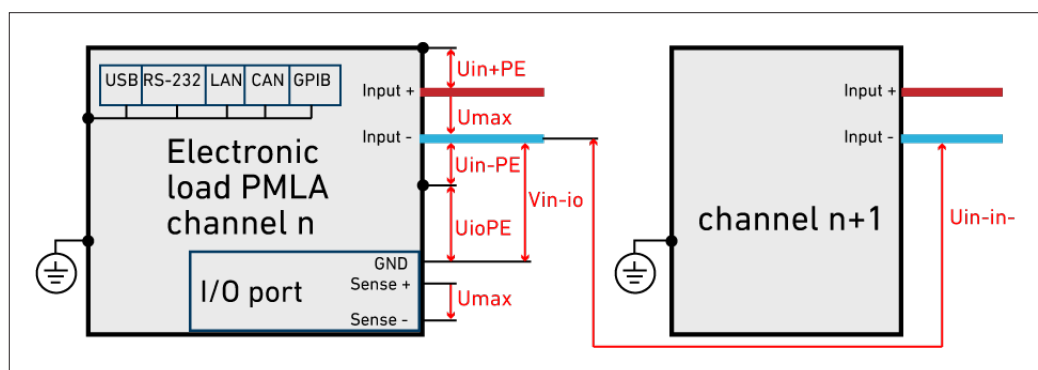 USB RS-232 LAN CAN GPIB
Uin+PE
Input +
Input +
Umax
Input -
Input -
Electronic
load PMLA
channel n
Uin-PE
Vin-io
Uin-in-
channel n+1
UioPE
GND
I/O port
Sense +
Umax
Sense -